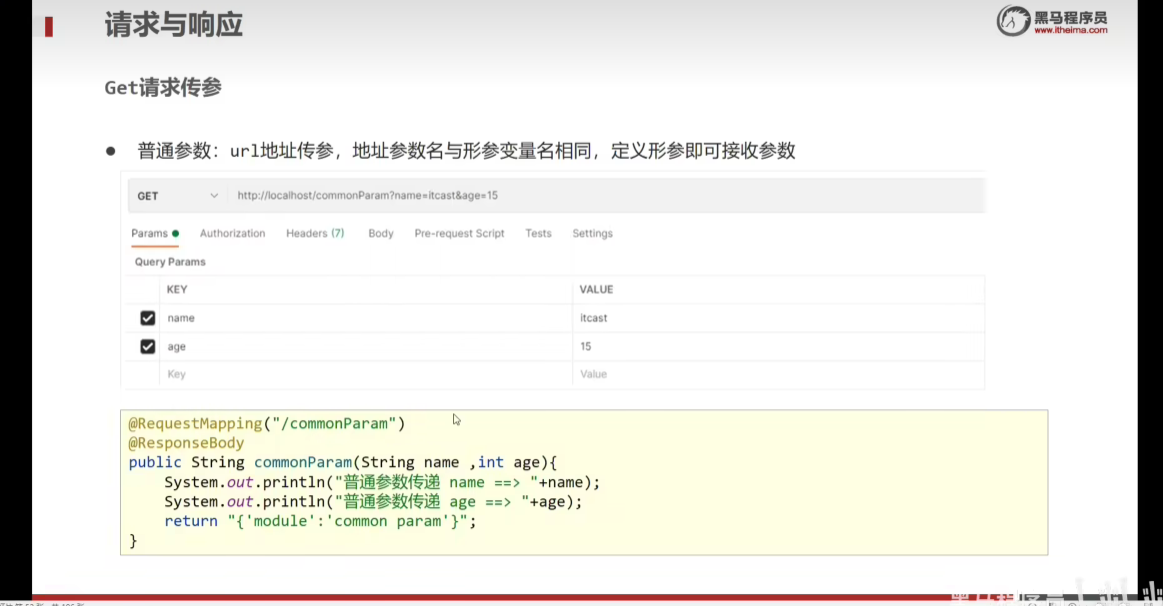 请求与响应
黑马程序员
www.itheima.com
Get请求传参
● 普通参数：url地址传参，地址参数名与形参变量名相同，定义形参即可接收参数
GET http://localhost/commonParam?name=itcast&age=15
Params Authorization Headers (7) Body Pre-request Script Tests Settings
Query Params
KEY VALUE
name itcast
age 15
Key Value
@RequestMapping("/commonParam")
@ResponseBody
public String commonParam(String name ,int age){
System.out.println("普通参数传递 name ==> "+name);
System.out.println("普通参数传递 age ==> "+age);
return "{'module':'common param'}";
}